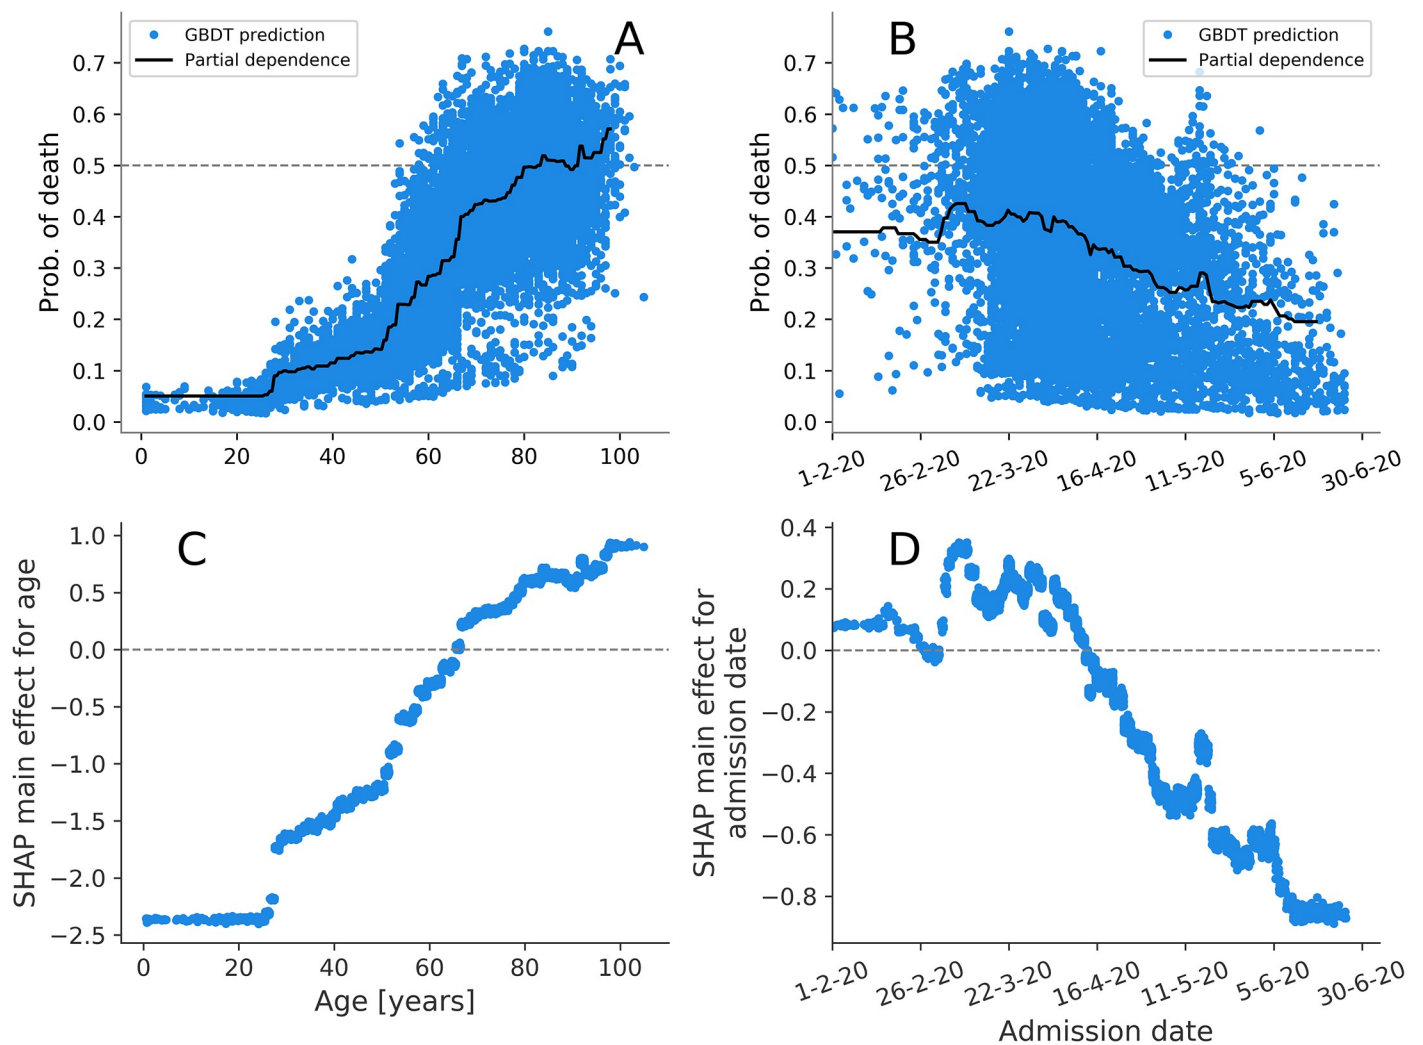 A
GBDT prediction
Partial dependence
Prob. of death
0.7
0.6
0.5
0.4
0.3
0.2
0.1
0.0
0 20 40 60 80 100
B
GBDT prediction
Partial dependence
Prob. of death
0.7
0.6
0.5
0.4
0.3
0.2
0.1
0.0
1-2-20 26-2-20 22-3-20 16-4-20 11-5-20 5-6-20 30-6-20
C
SHAP main effect for age
1.0
0.5
0.0
−0.5
−1.0
−1.5
−2.0
−2.5
0 20 40 60 80 100
Age [years]
D
SHAP main effect for
admission date
0.4
0.2
0.0
−0.2
−0.4
−0.6
−0.8
1-2-20 26-2-20 22-3-20 16-4-20 11-5-20 5-6-20 30-6-20
Admission date